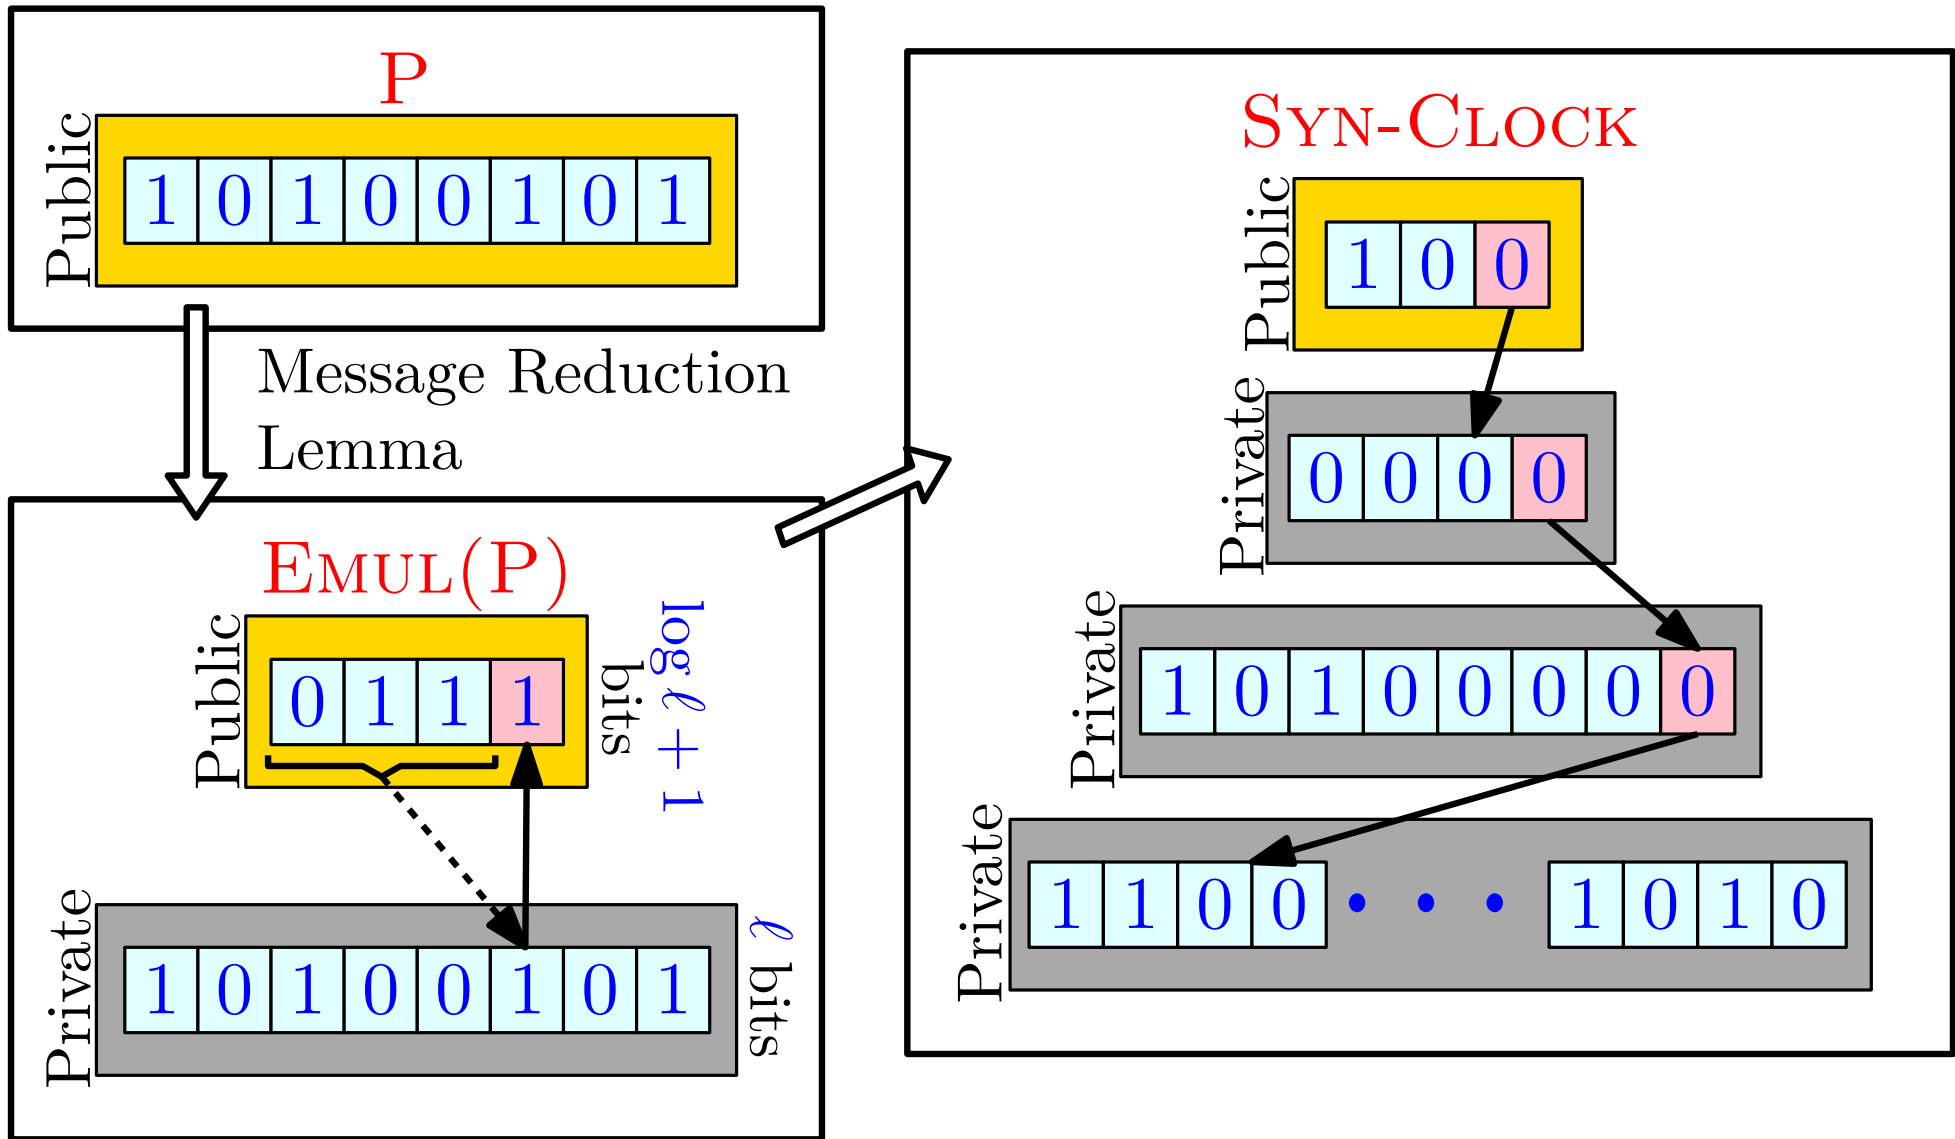 P
Public
1 0 1 0 0 1 0 1
Message Reduction
Lemma
EMUL(P)
Public
0 1 1 1
log ℓ + 1
bits
Private
1 0 1 0 0 1 0 1
ℓ bits
SYN-CLOCK
Public
1 0 0
Private
0 0 0 0
Private
1 0 1 0 0 0 0 0
Private
1 1 0 0 • • • 1 0 1 0